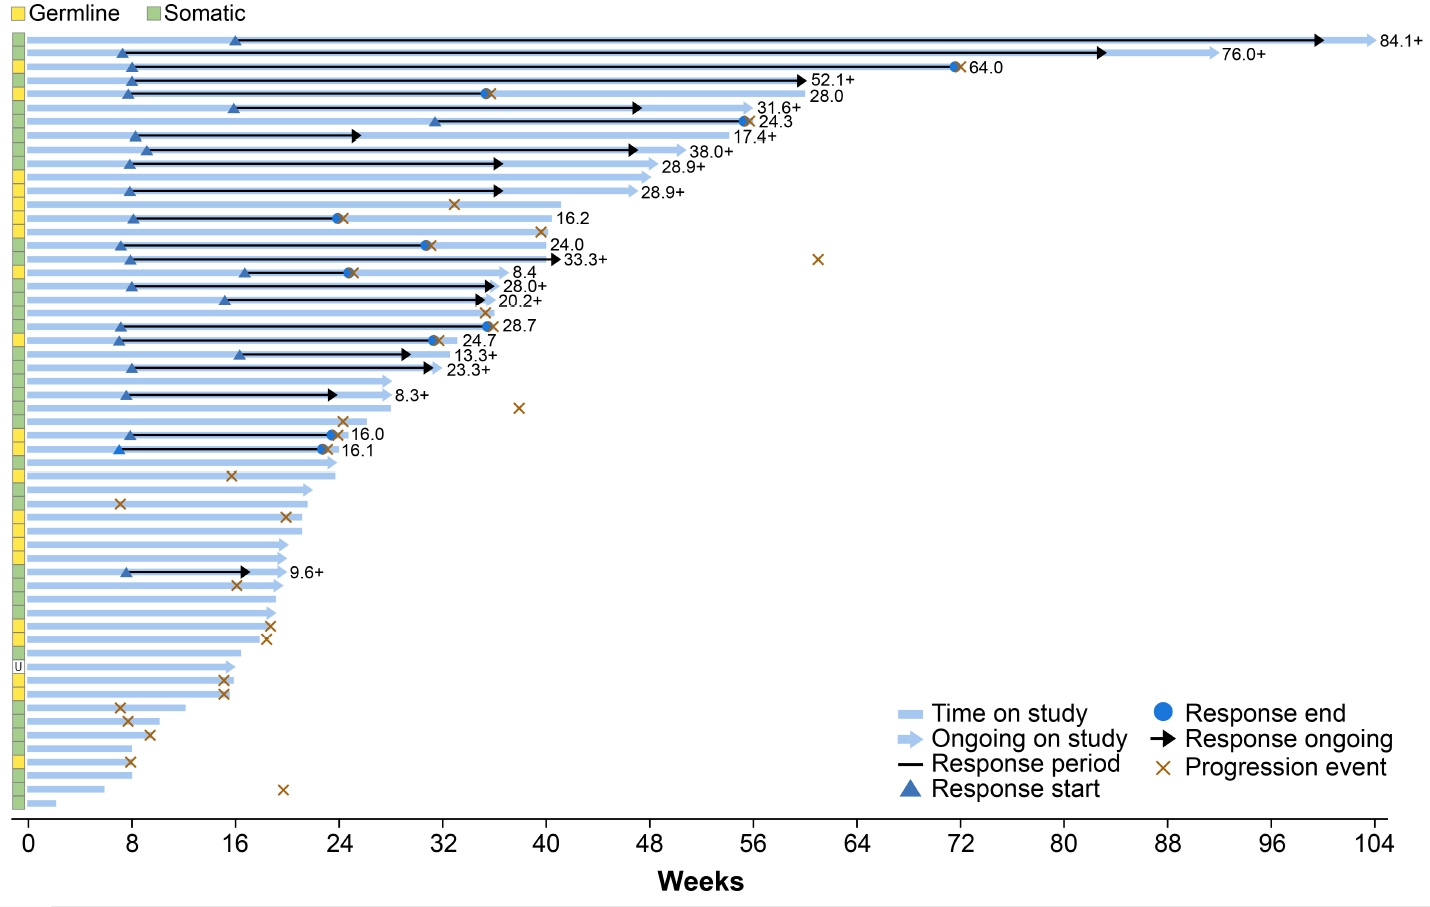 Germline Somatic
84.1+
76.0+
64.0
52.1+
28.0
31.6+
24.3
17.4+
38.0+
28.9+
28.9+
16.2
24.0
33.3+
8.4
28.0+
20.2+
28.7
24.7
13.3+
23.3+
8.3+
16.0
16.1
9.6+
U
Time on study
Ongoing on study
Response period
Response start
Response end
Response ongoing
Progression event
0 8 16 24 32 40 48 56 64 72 80 88 96 104
Weeks